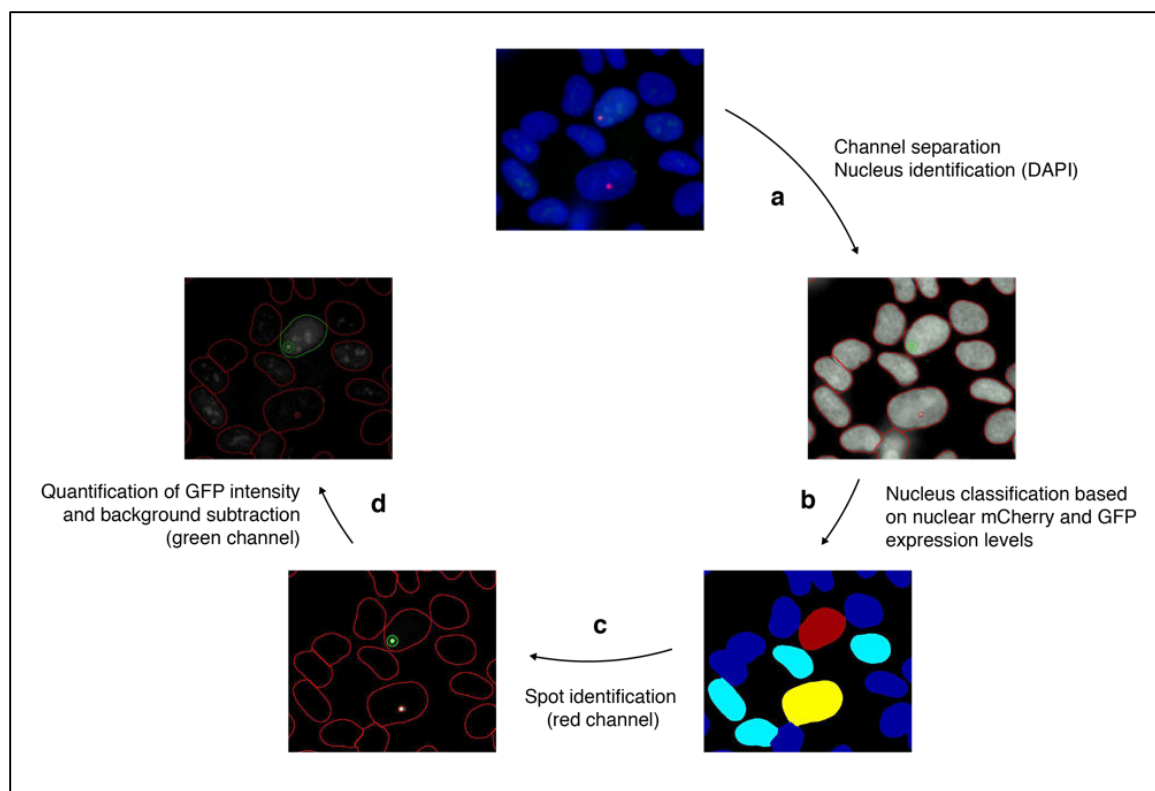 a
Channel separation
Nucleus identification (DAPI)
b
Nucleus classification based
on nuclear mCherry and GFP
expression levels
c
Spot identification
(red channel)
d
Quantification of GFP intensity
and background subtraction
(green channel)